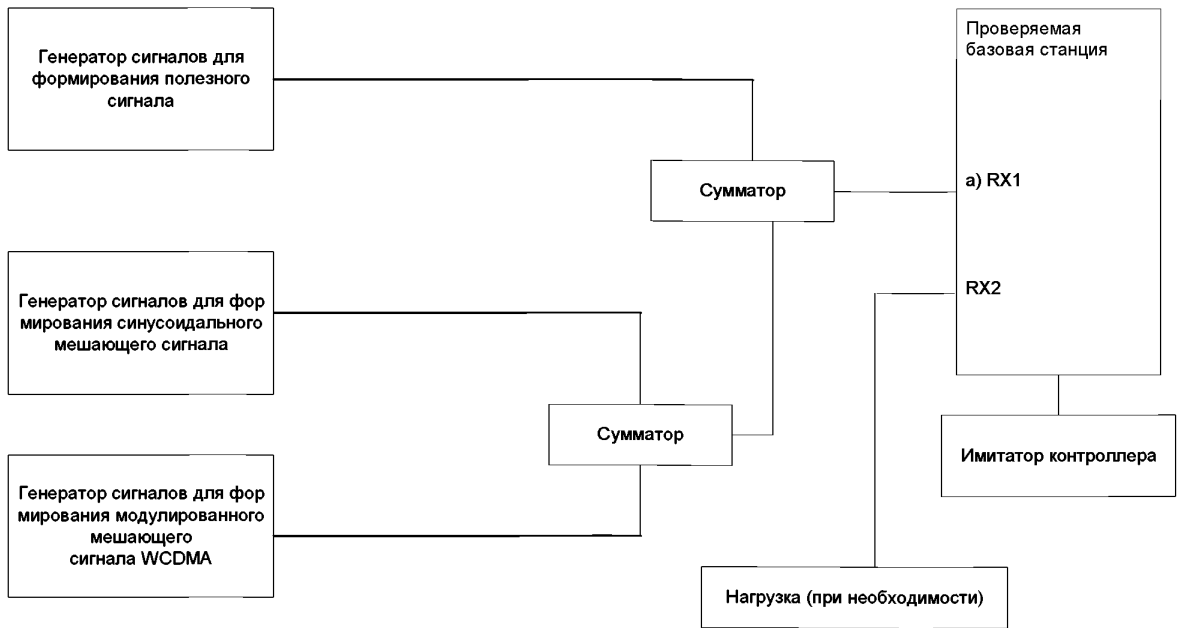 Генератор сигналов для
формирования полезного
сигнала
Проверяемая
базовая станция
Сумматор
а) RX1
RX2
Генератор сигналов для фор
мирования синусоидального
мешающего сигнала
Сумматор
Имитатор контроллера
Генератор сигналов для фор
мирования модулированного
мешающего
сигнала WCDMA
Нагрузка (при необходимости)